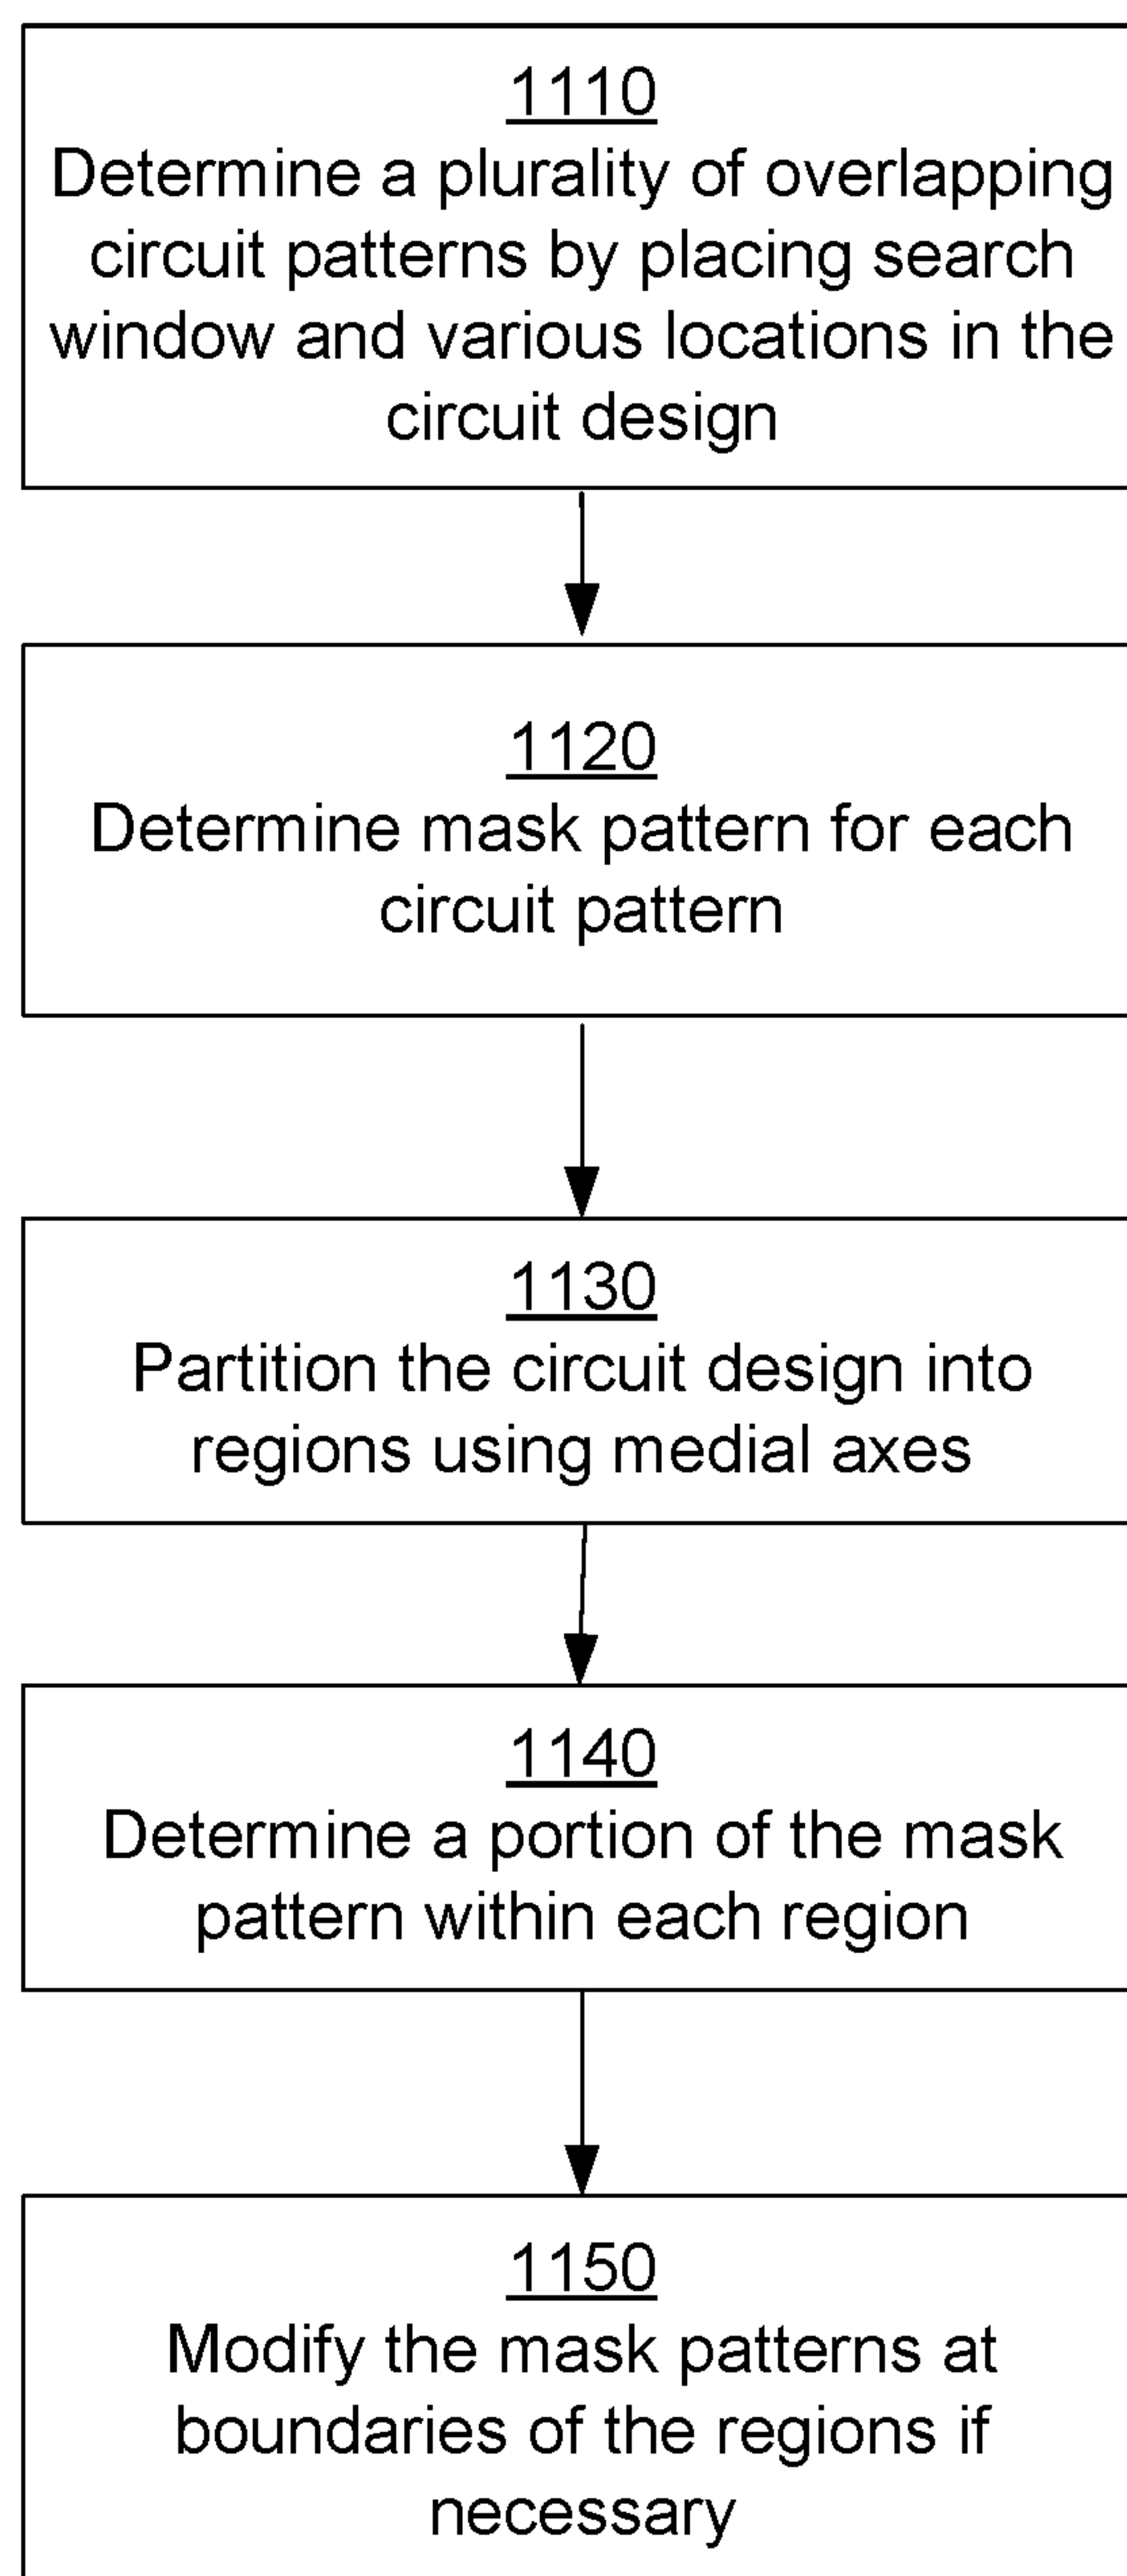 1110
Determine a plurality of overlapping
circuit patterns by placing search
window and various locations in the
circuit design
1120
Determine mask pattern for each
circuit pattern
1130
Partition the circuit design into
regions using medial axes
1140
Determine a portion of the mask
pattern within each region
1150
Modify the mask patterns at
boundaries of the regions if
necessary